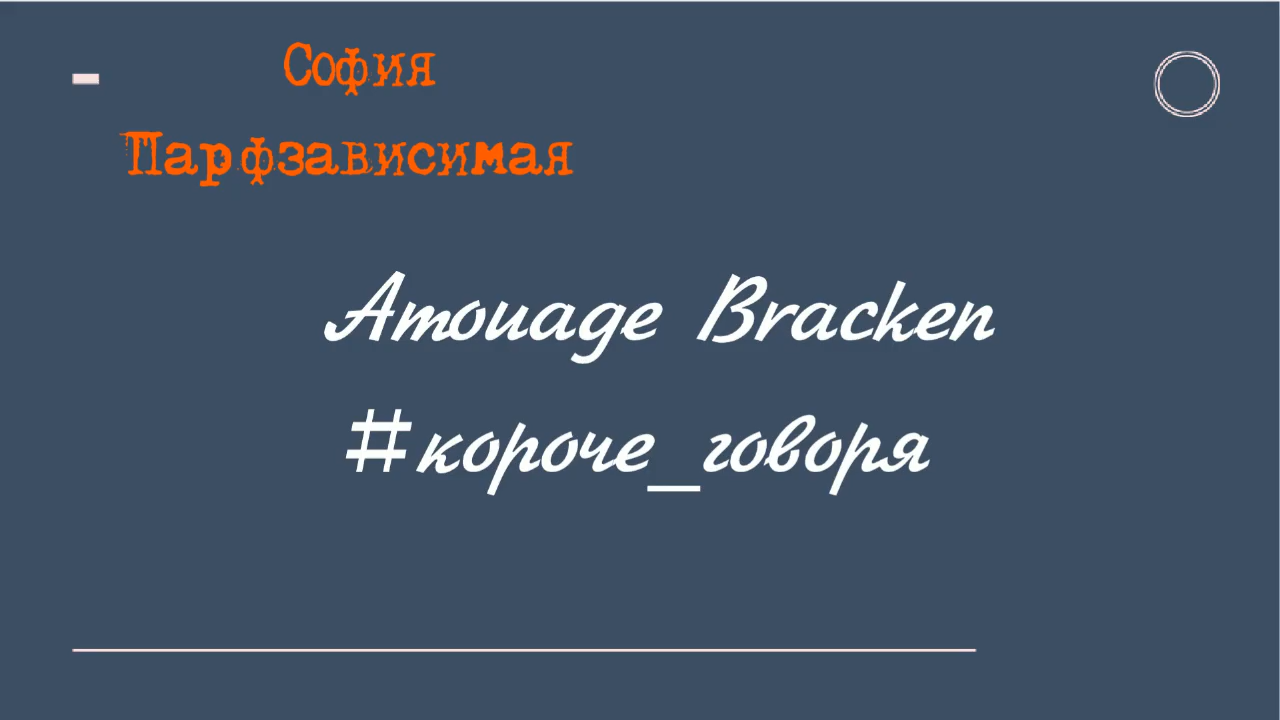 София
Парфзависимая
Amouage Bracken
#короче_говоря